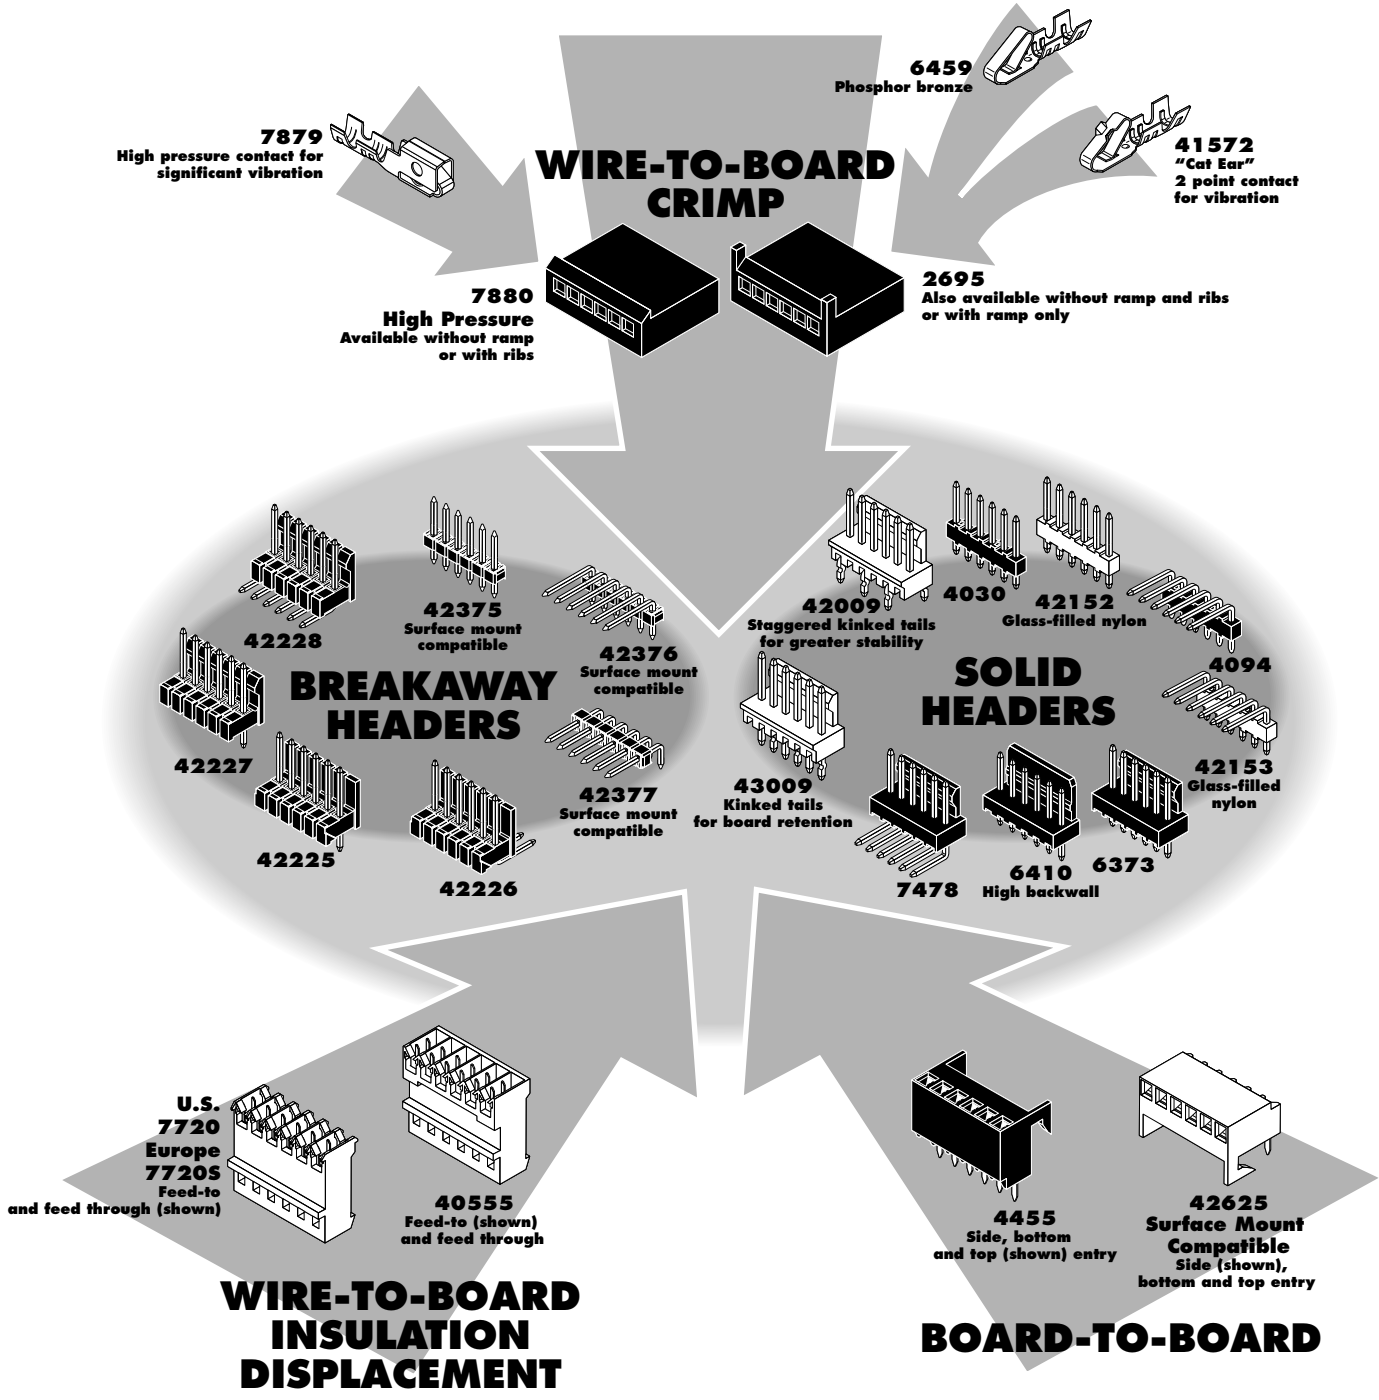 6459
Phosphor bronze
7879
High pressure contact for
significant vibration
41572
“Cat Ear”
2 point contact
for vibration
WIRE-TO-BOARD
CRIMP
7880
High Pressure
Available without ramp
or with ribs
2695
Also available without ramp and ribs
or with ramp only
42228
42375
Surface mount
compatible
42376
Surface mount
compatible
BREAKAWAY
HEADERS
42227
42377
Surface mount
compatible
42225
42226
42009
Staggered kinked tails
for greater stability
4030
42152
Glass-filled nylon
4094
SOLID
HEADERS
43009
Kinked tails
for board retention
42153
Glass-filled
nylon
7478
6410
High backwall
6373
U.S.
7720
Europe
7720S
Feed-to
and feed through (shown)
40555
Feed-to (shown)
and feed through
WIRE-TO-BOARD
INSULATION
DISPLACEMENT
4455
Side, bottom
and top (shown) entry
42625
Surface Mount
Compatible
Side (shown),
bottom and top entry
BOARD-TO-BOARD